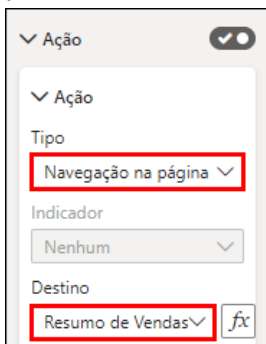 Ação
Ação
Tipo
Navegação na página
Indicador
Nenhum
Destino
Resumo de Vendas
fx